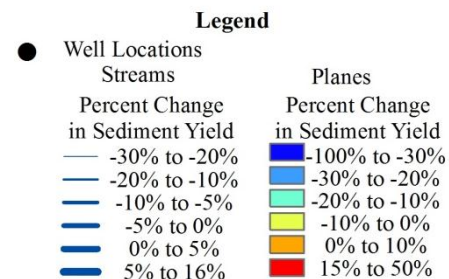 Legend
Well Locations
Streams
Percent Change
in Sediment Yield
-30% to -20%
-20% to -10%
-10% to -5%
-5% to 0%
0% to 5%
5% to 16%
Planes
Percent Change
in Sediment Yield
-100% to -30%
-30% to -20%
-20% to -10%
-10% to 0%
0% to 10%
15% to 50%